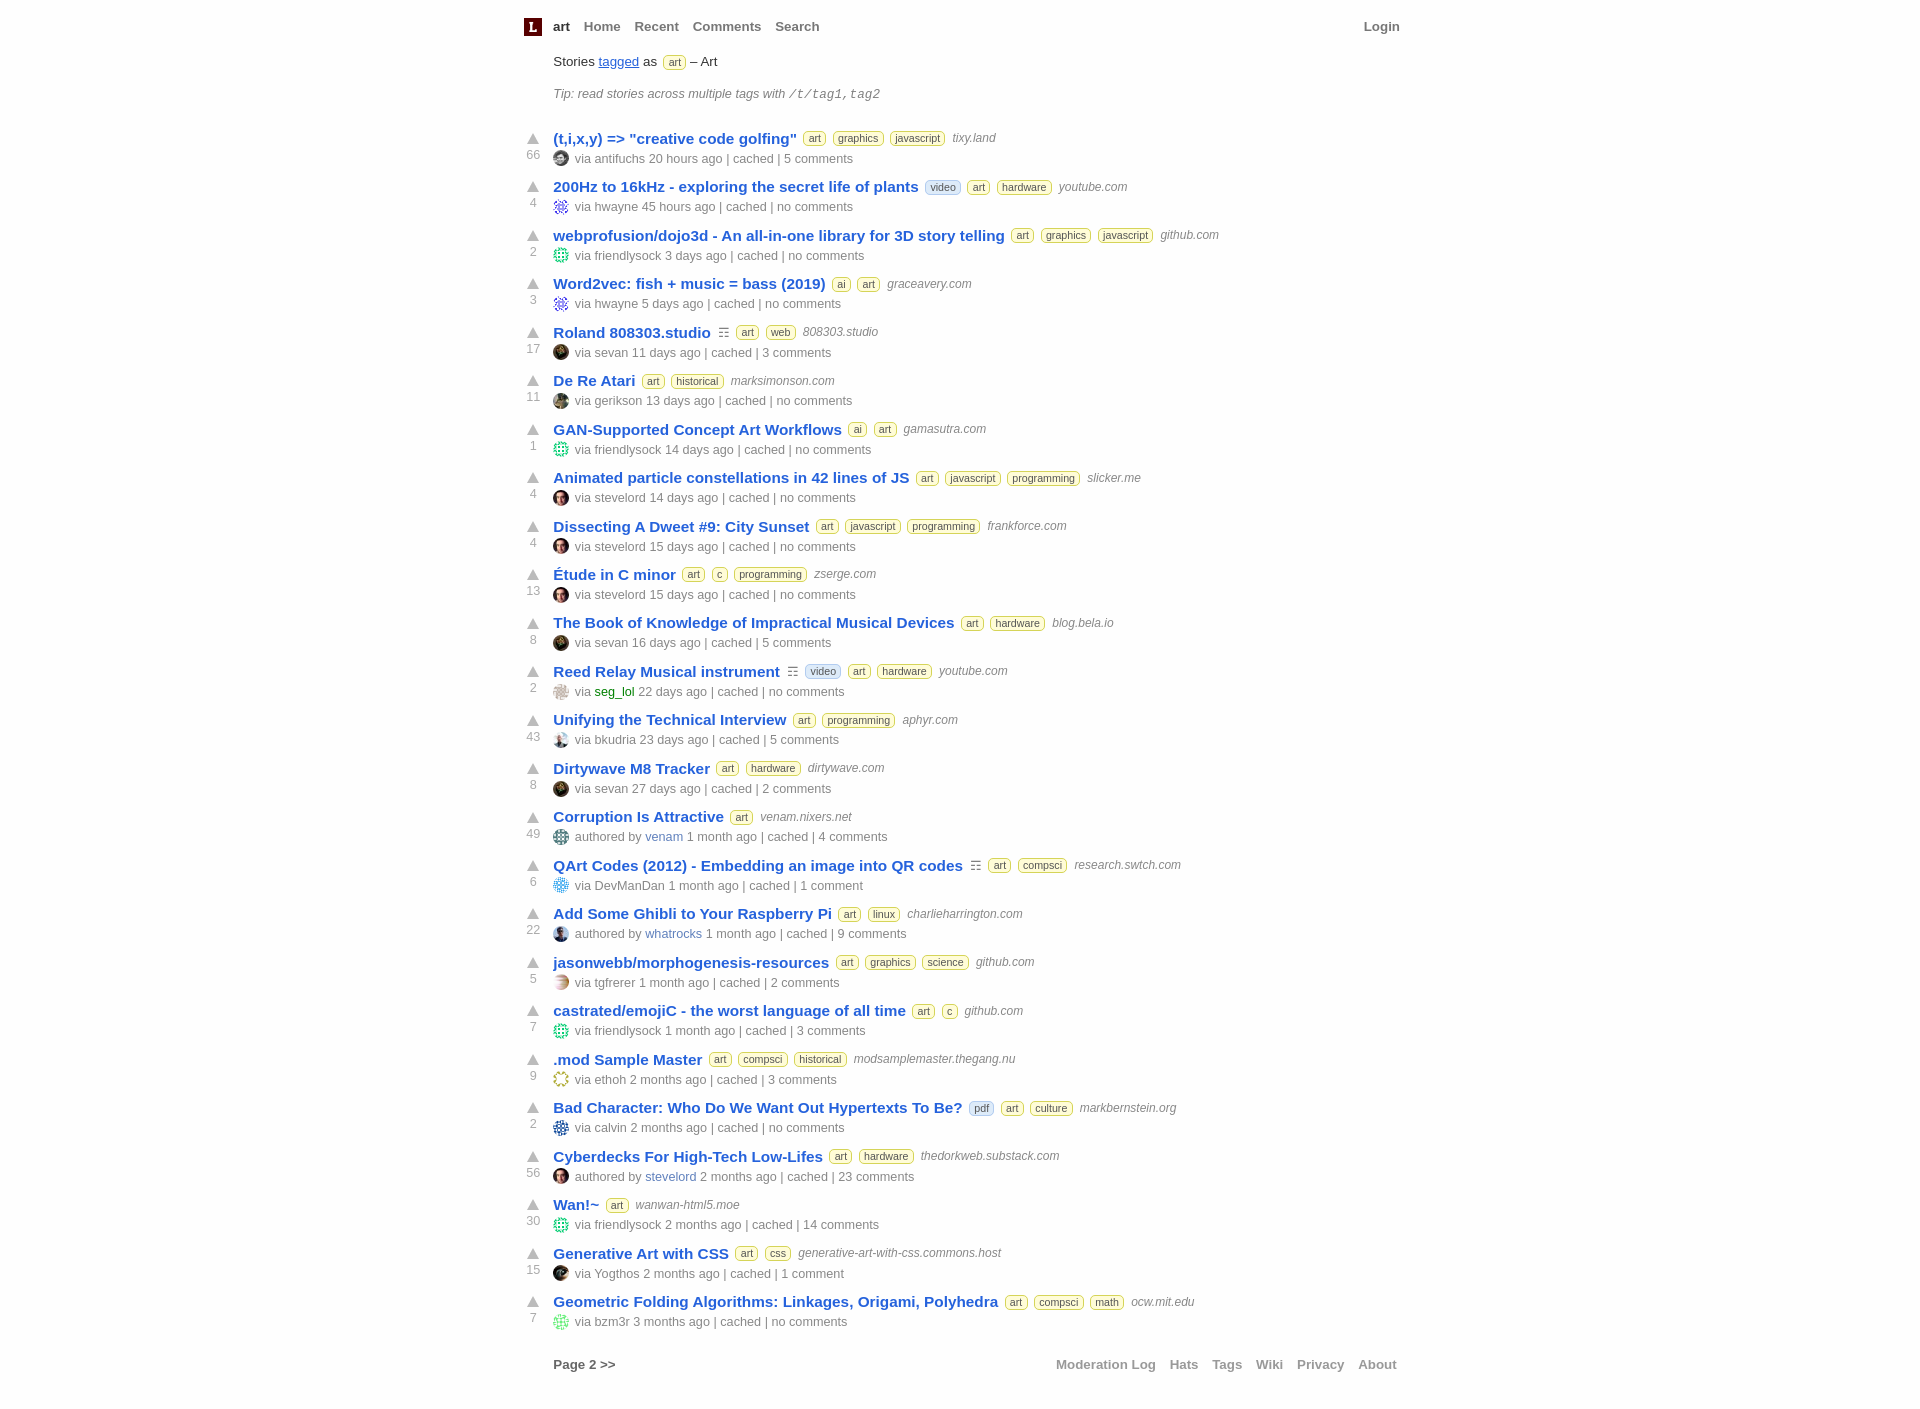 L art Home Recent Comments Search Login
Stories tagged as art – Art
Tip: read stories across multiple tags with /t/tag1,tag2
(t,i,x,y) => "creative code golfing" art graphics javascript tixy.land
66 via antifuchs 20 hours ago | cached | 5 comments
200Hz to 16kHz - exploring the secret life of plants video art hardware youtube.com
4 via hwayne 45 hours ago | cached | no comments
webprofusion/dojo3d - An all-in-one library for 3D story telling art graphics javascript github.com
2 via friendlysock 3 days ago | cached | no comments
Word2vec: fish + music = bass (2019) ai art graceavery.com
3 via hwayne 5 days ago | cached | no comments
Roland 808303.studio ☶ art web 808303.studio
17 via sevan 11 days ago | cached | 3 comments
De Re Atari art historical marksimonson.com
11 via gerikson 13 days ago | cached | no comments
GAN-Supported Concept Art Workflows ai art gamasutra.com
1 via friendlysock 14 days ago | cached | no comments
Animated particle constellations in 42 lines of JS art javascript programming slicker.me
4 via stevelord 14 days ago | cached | no comments
Dissecting A Dweet #9: City Sunset art javascript programming frankforce.com
4 via stevelord 15 days ago | cached | no comments
Étude in C minor art c programming zserge.com
13 via stevelord 15 days ago | cached | no comments
The Book of Knowledge of Impractical Musical Devices art hardware blog.bela.io
8 via sevan 16 days ago | cached | 5 comments
Reed Relay Musical instrument ☶ video art hardware youtube.com
2 via seg_lol 22 days ago | cached | no comments
Unifying the Technical Interview art programming aphyr.com
43 via bkudria 23 days ago | cached | 5 comments
Dirtywave M8 Tracker art hardware dirtywave.com
8 via sevan 27 days ago | cached | 2 comments
Corruption Is Attractive art venam.nixers.net
49 authored by venam 1 month ago | cached | 4 comments
QArt Codes (2012) - Embedding an image into QR codes ☶ art compsci research.swtch.com
6 via DevManDan 1 month ago | cached | 1 comment
Add Some Ghibli to Your Raspberry Pi art linux charlieharrington.com
22 authored by whatrocks 1 month ago | cached | 9 comments
jasonwebb/morphogenesis-resources art graphics science github.com
5 via tgfrerer 1 month ago | cached | 2 comments
castrated/emojiC - the worst language of all time art c github.com
7 via friendlysock 1 month ago | cached | 3 comments
.mod Sample Master art compsci historical modsamplemaster.thegang.nu
9 via ethoh 2 months ago | cached | 3 comments
Bad Character: Who Do We Want Out Hypertexts To Be? pdf art culture markbernstein.org
2 via calvin 2 months ago | cached | no comments
Cyberdecks For High-Tech Low-Lifes art hardware thedorkweb.substack.com
56 authored by stevelord 2 months ago | cached | 23 comments
Wan!~ art wanwan-html5.moe
30 via friendlysock 2 months ago | cached | 14 comments
Generative Art with CSS art css generative-art-with-css.commons.host
15 via Yogthos 2 months ago | cached | 1 comment
Geometric Folding Algorithms: Linkages, Origami, Polyhedra art compsci math ocw.mit.edu
7 via bzm3r 3 months ago | cached | no comments
Page 2 >> Moderation Log Hats Tags Wiki Privacy About